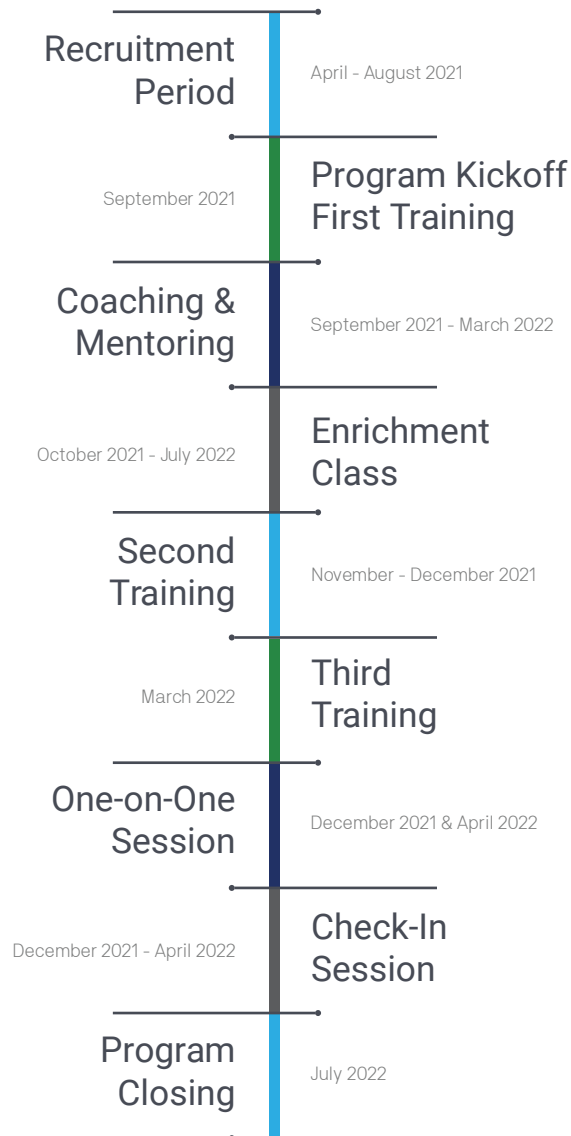 Recruitment
Period
April - August 2021
September 2021
Program Kickoff
First Training
Coaching &
Mentoring
September 2021 - March 2022
October 2021 - July 2022
Enrichment
Class
Second
Training
November - December 2021
March 2022
Third
Training
One-on-One
Session
December 2021 & April 2022
December 2021 - April 2022
Check-In
Session
Program
Closing
July 2022